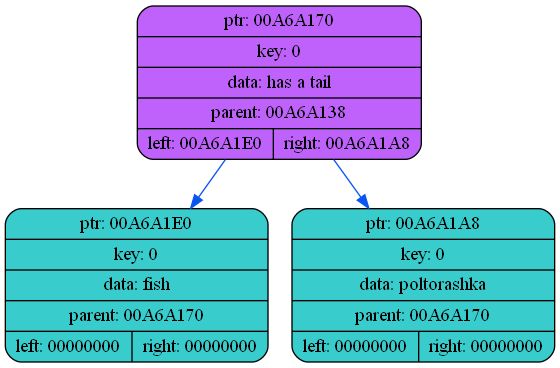 ptr: 00A6A170
key: 0
data: has a tail
parent: 00A6A138
left: 00A6A1E0 right: 00A6A1A8
ptr: 00A6A1E0
key: 0
data: fish
parent: 00A6A170
left: 00000000 right: 00000000
ptr: 00A6A1A8
key: 0
data: poltorashka
parent: 00A6A170
left: 00000000 right: 00000000